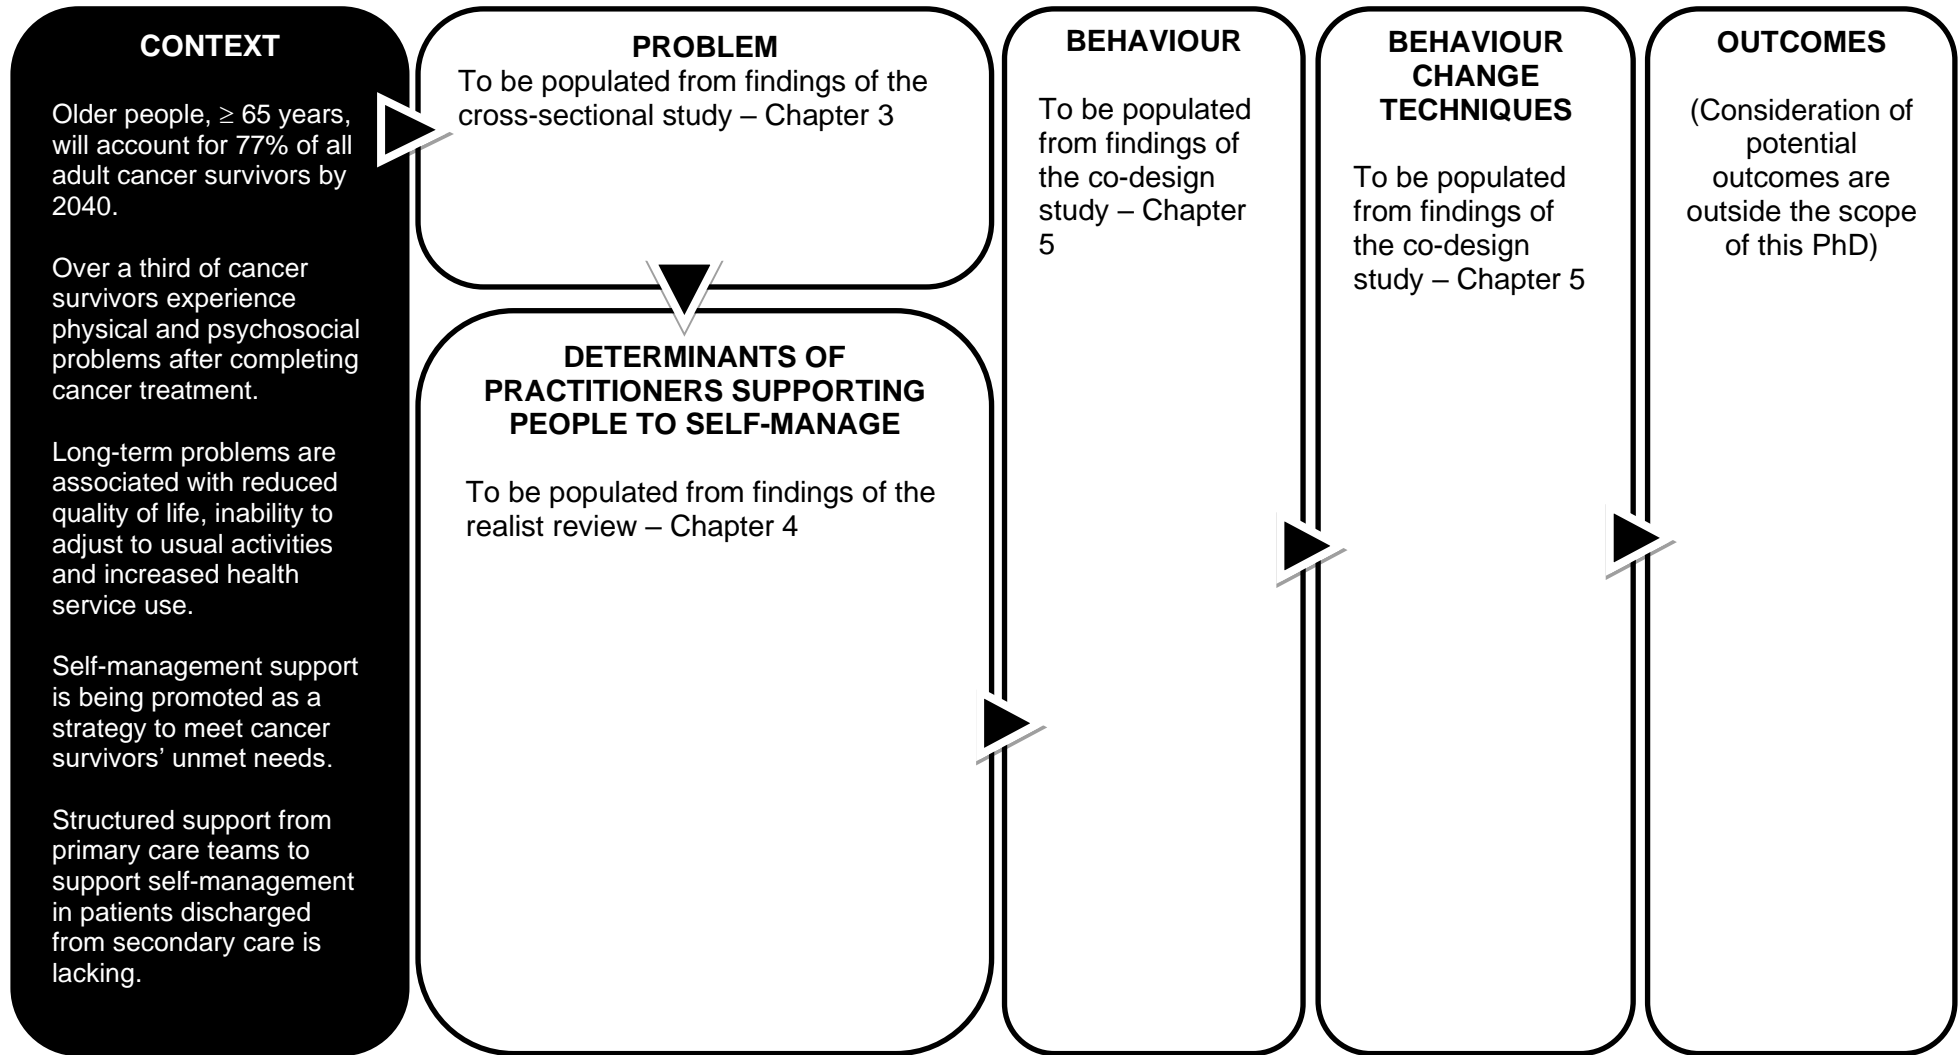 CONTEXT
Older people, ≥ 65 years,
will account for 77% of all
adult cancer survivors by
2040.
Over a third of cancer
survivors experience
physical and psychosocial
problems after completing
cancer treatment.
Long-term problems are
associated with reduced
quality of life, inability to
adjust to usual activities
and increased health
service use.
Self-management support
is being promoted as a
strategy to meet cancer
survivors’ unmet needs.
Structured support from
primary care teams to
support self-management
in patients discharged
from secondary care is
lacking.
PROBLEM
To be populated from findings of the
cross-sectional study – Chapter 3
DETERMINANTS OF
PRACTITIONERS SUPPORTING
PEOPLE TO SELF-MANAGE
To be populated from findings of the
realist review – Chapter 4
BEHAVIOUR
To be populated
from findings of
the co-design
study – Chapter
5
BEHAVIOUR
CHANGE
TECHNIQUES
To be populated
from findings of
the co-design
study – Chapter 5
OUTCOMES
(Consideration of
potential
outcomes are
outside the scope
of this PhD)